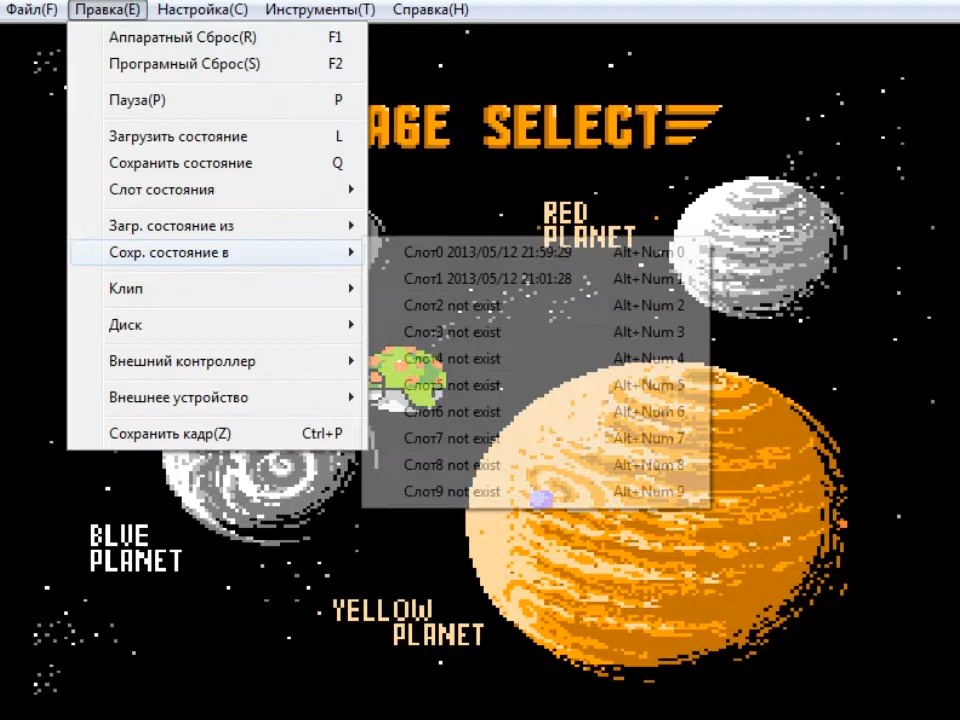 Файл(F) Правка(E) Настройка(C) Инструменты(T) Справка(H)
Аппаратный Сброс(R) F1
Програмный Сброс(S) F2
Пауза(P) P
Загрузить состояние L
Сохранить состояние Q
Слот состояния
Загр. состояние из
Сохр. состояние в
Клип
Диск
Внешний контроллер
Внешнее устройство
Сохранить кадр(Z) Ctrl+P
Слот0 2013/05/12 21:59:29 Alt+Num 0
Слот1 2013/05/12 21:01:28 Alt+Num 1
Слот2 not exist Alt+Num 2
Слот3 not exist Alt+Num 3
Слот4 not exist Alt+Num 4
Слот5 not exist Alt+Num 5
Слот6 not exist Alt+Num 6
Слот7 not exist Alt+Num 7
Слот8 not exist Alt+Num 8
Слот9 not exist Alt+Num 9
AGE SELECT
RED
PLANET
BLUE
PLANET
YELLOW
PLANET